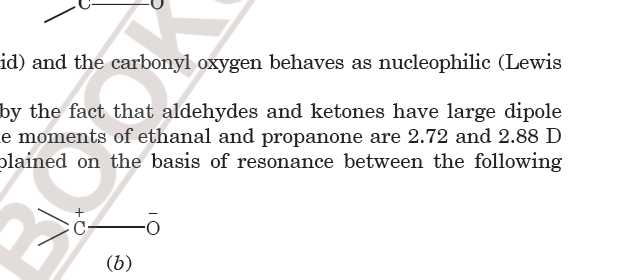 C—O
id) and the carbonyl oxygen behaves as nucleophilic (Lewis
by the fact that aldehydes and ketones have large dipole
e moments of ethanal and propanone are 2.72 and 2.88 D
plained on the basis of resonance between the following
+ –
C—O
(b)
BOOK